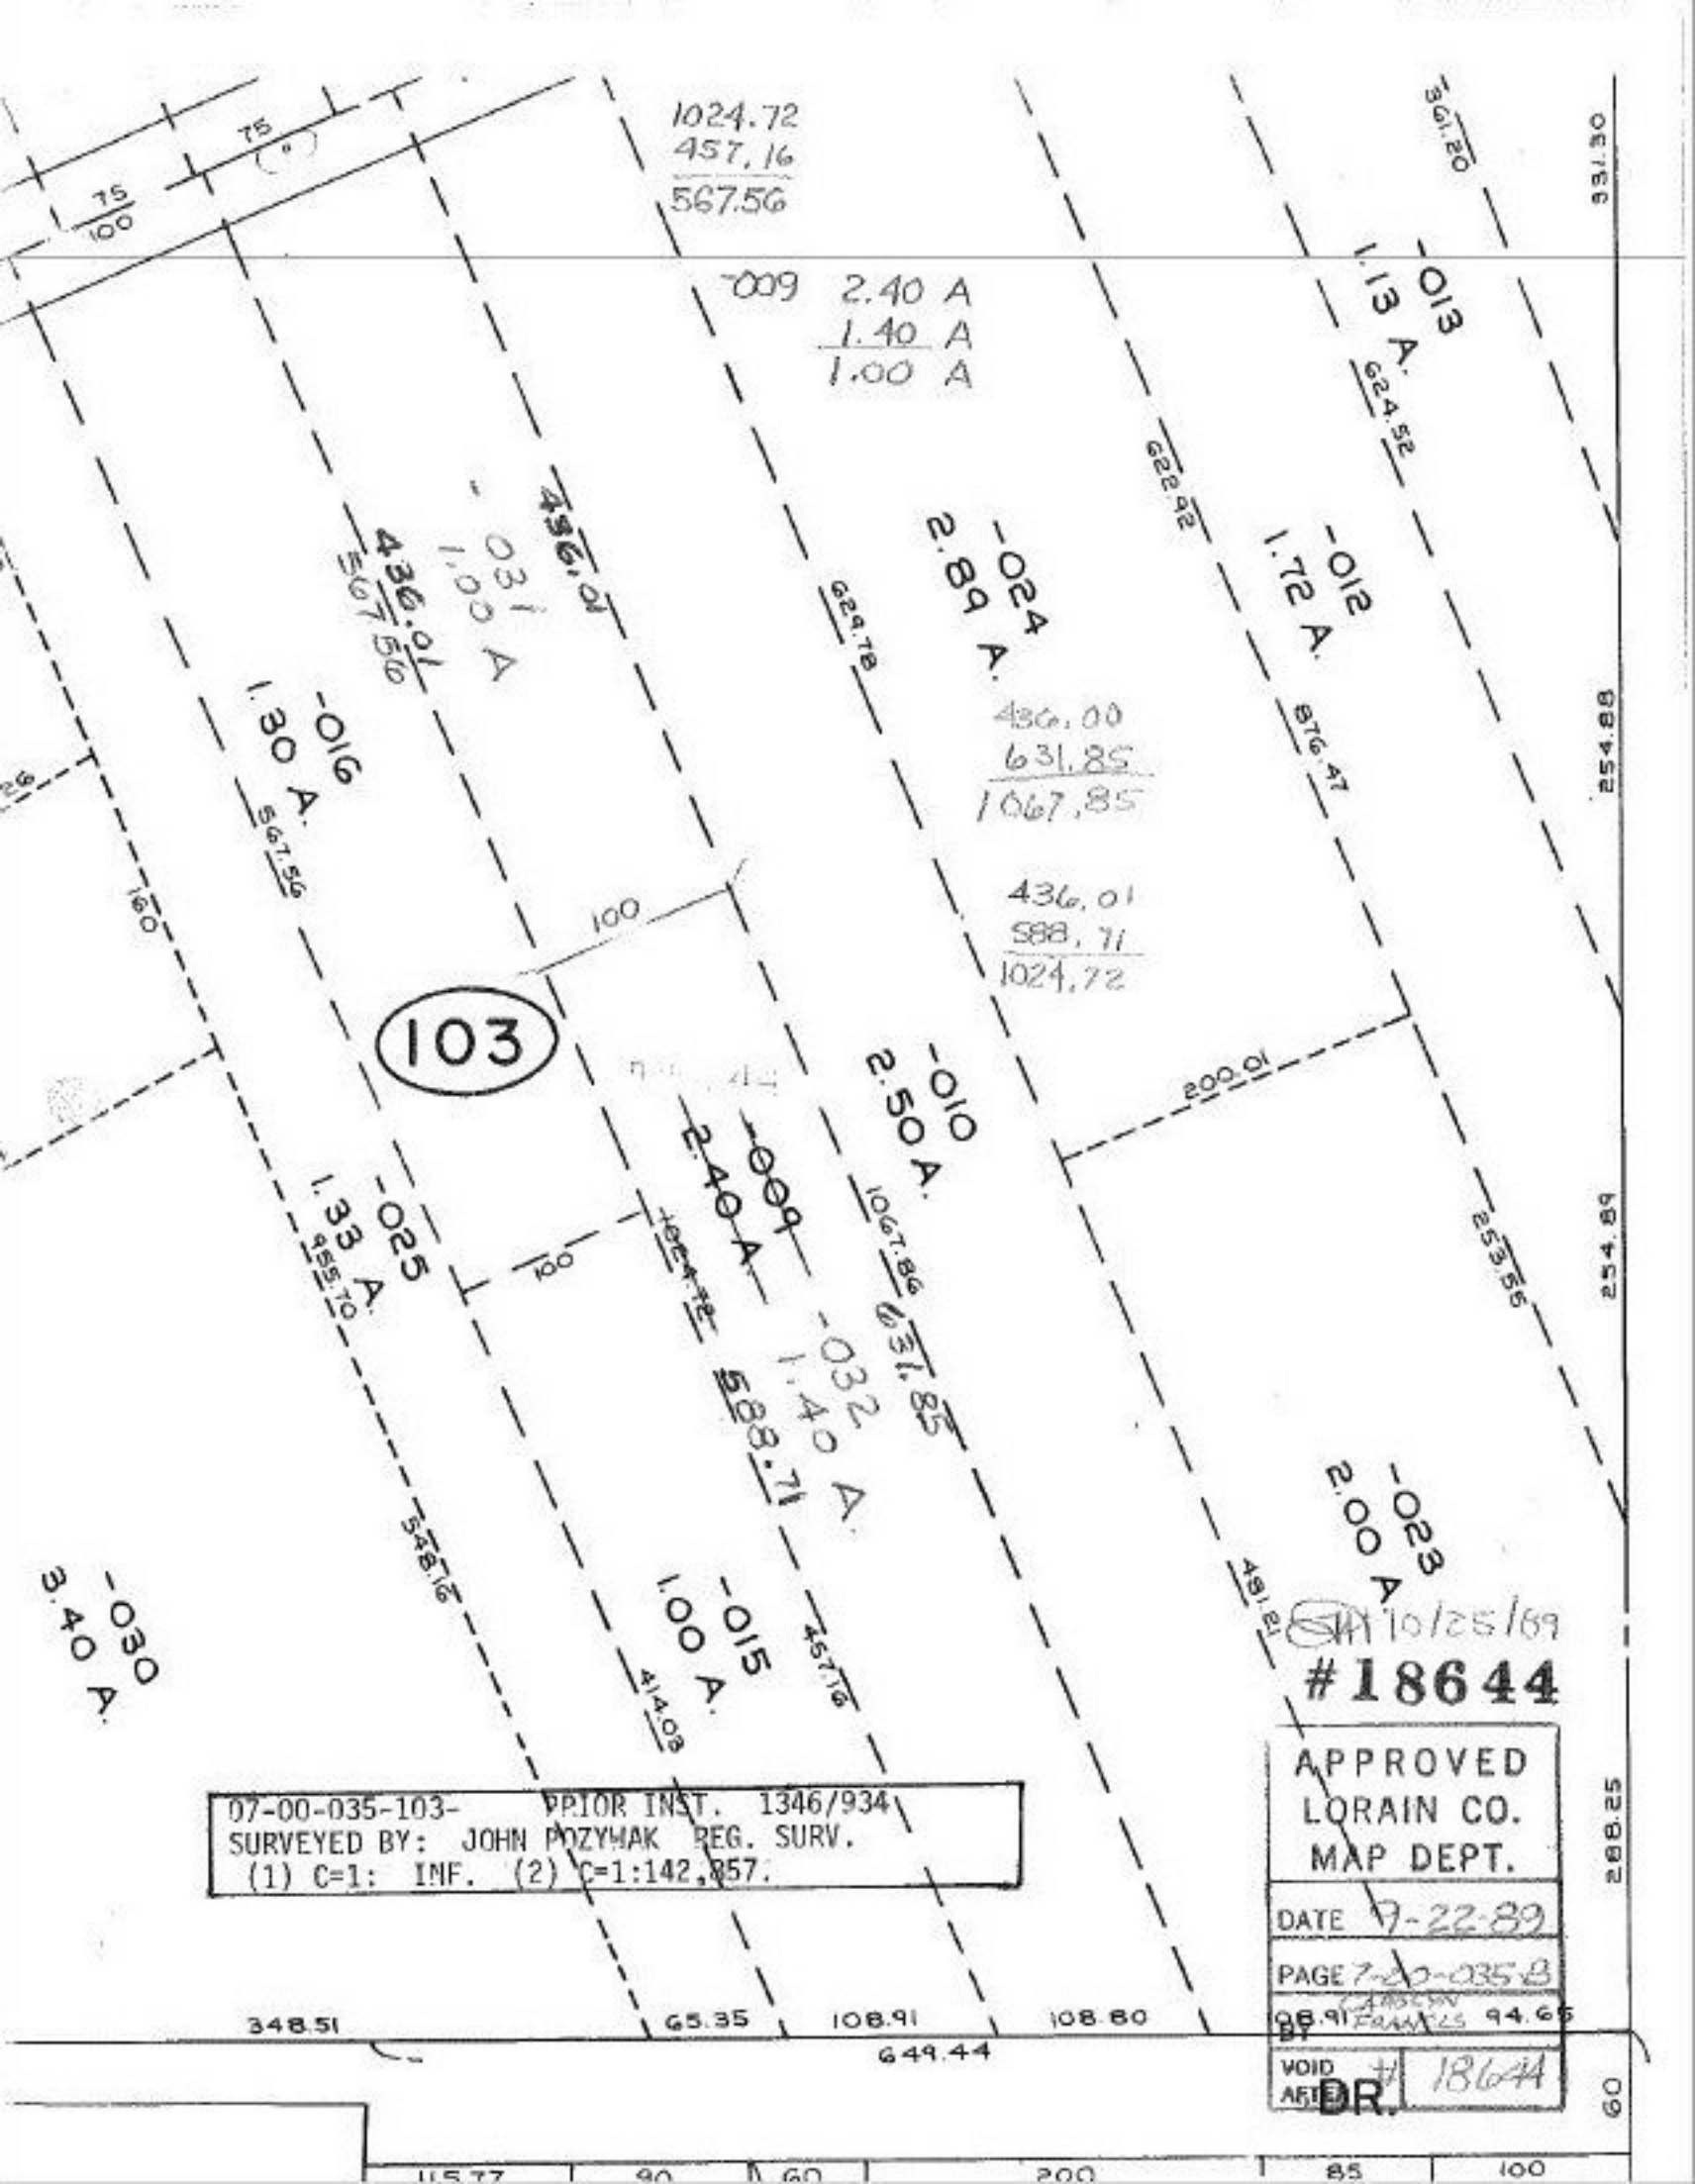 75
(")
75
100
1024.72
457.16
567.56
361.20
331.30
-009 2.40 A
1.40 A
1.00 A
-013
1.13 A.
624.52
622.92
436.01
-031
1.00 A
436.01
567 56
629.78
-024
2.89 A.
-012
1.72 A.
-016
1.30 A.
567.56
436.00
631.85
1067.85
876.47
254.88
26
160
100
436.01
588.71
1024.72
103
-010
2.50 A.
200.01
-009
2.40 A.
1024.72
1067.86
-025
1.33 A.
955.70
100
253.55
254.89
631.85
-032
1.40 A.
588.71
548.16
-023
2.00 A.
491.21
-030
3.40 A.
-015
1.00 A.
457.16
414.03
10/25/89
#18644
APPROVED
LORAIN CO.
MAP DEPT.
DATE 9-22-89
PAGE 7-00-035-B
BY CAROLYN
FRANCIS
VOID AFTER # 18644
288.25
07-00-035-103- PRIOR INST. 1346/934
SURVEYED BY: JOHN POZYWAK REG. SURV.
(1) C=1: INF. (2) C=1:142,857.
348.51 65.35 108.91 108.80 108.91 94.65
649.44
DR.
60
115.77 90 60 200 85 100